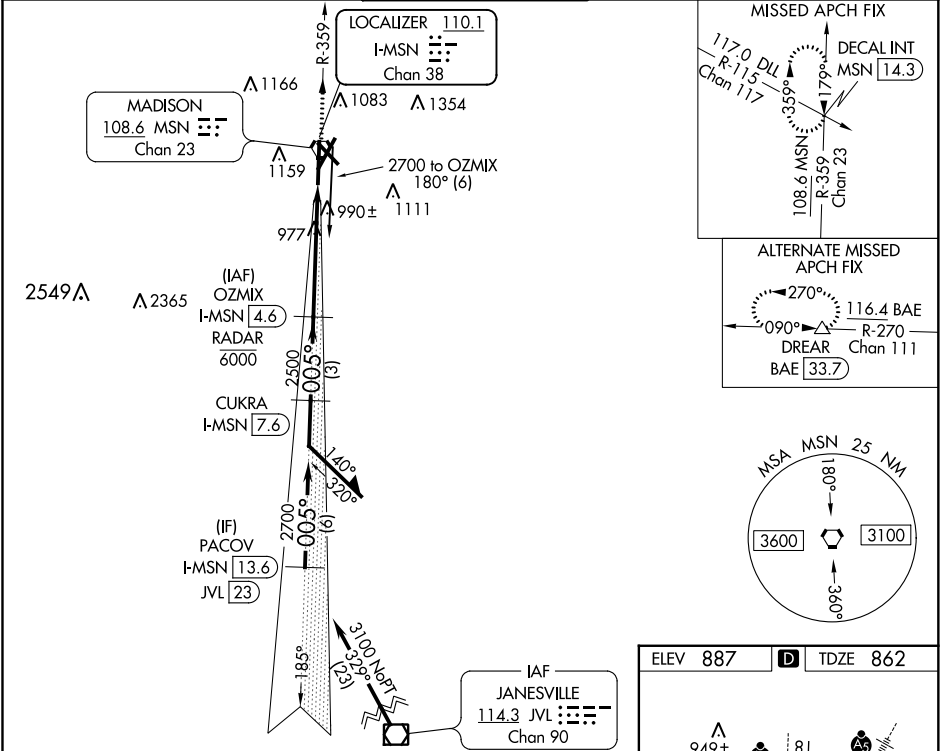 LOCALIZER 110.1
I-MSN
Chan 38
R-359
1166
1083
1354
MADISON
108.6 MSN
Chan 23
1159
2700 to OZMIX
180° (6)
990±
1111
977
2549
2365
(IAF)
OZMIX
I-MSN 4.6
RADAR
6000
2500
005°
(3)
CUKRA
I-MSN 7.6
140°
320°
2700
005°
(6)
(IF)
PACOV
I-MSN 13.6
JVL 23
185°
3100 NoPT
329°
(23)
IAF
JANESVILLE
114.3 JVL
Chan 90
MISSED APCH FIX
117.0 DLL
R-115
Chan 117
DECAL INT
MSN 14.3
359°
179°
108.6 MSN
R-359
Chan 23
ALTERNATE MISSED
APCH FIX
270°
116.4 BAE
090°
R-270
Chan 111
DREAR
BAE 33.7
MSA MSN 25 NM
180°
3600
3100
360°
ELEV 887
D
TDZE 862
949±
81
A5